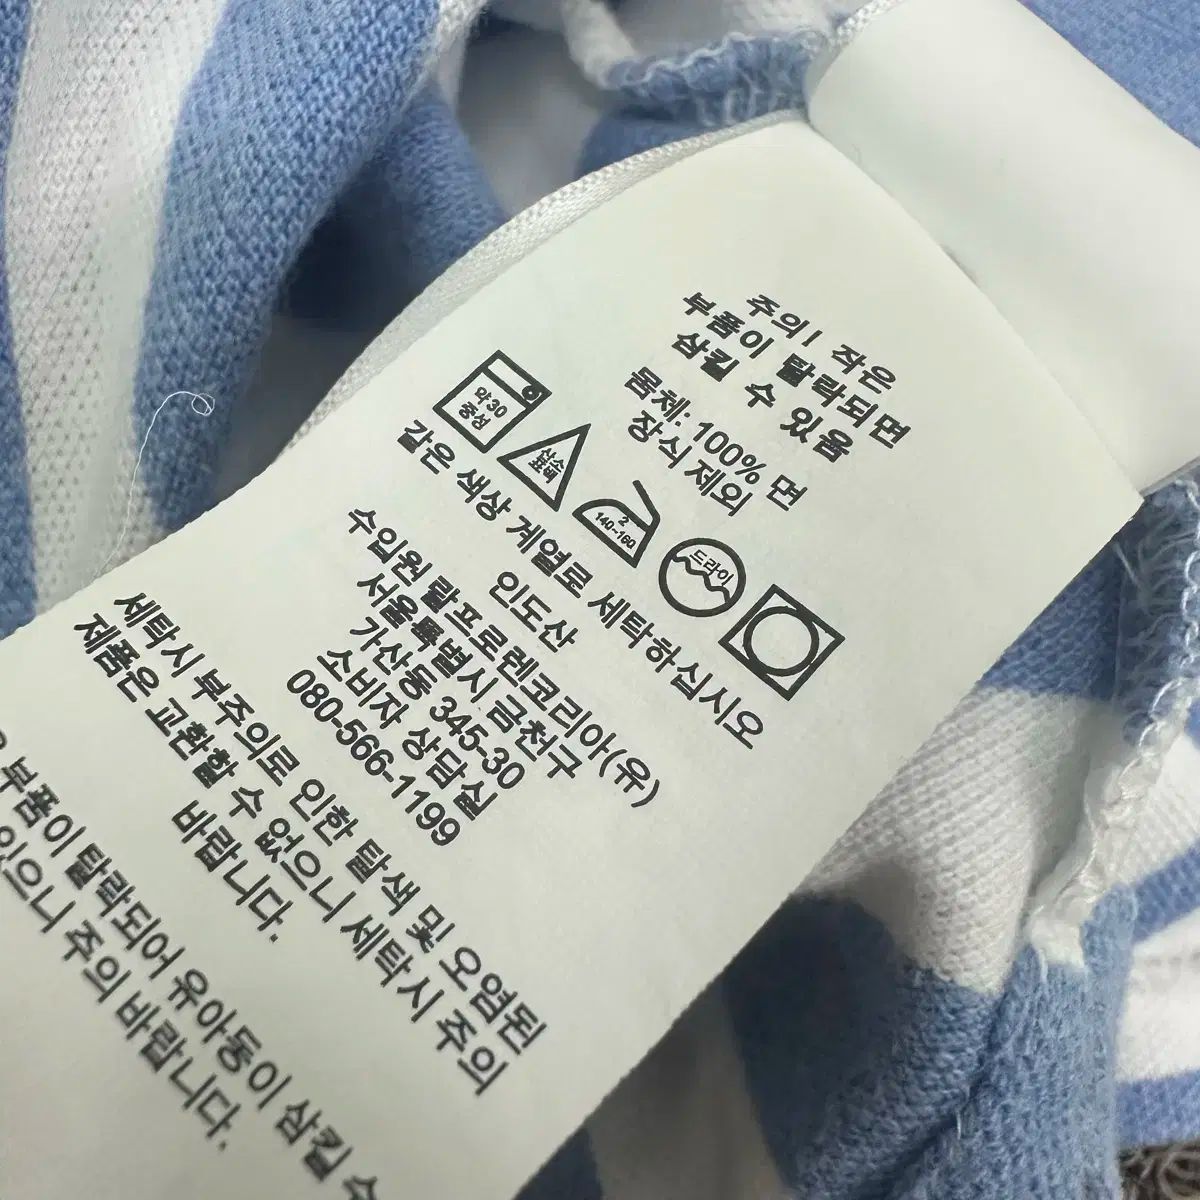 주의! 작은
부품이 탈락되면
삼킬 수 있음
몸체: 100% 면
장식 제외
약30
중성
산소
표백
2
140~160
드라이
같은 색상 계열로 세탁하십시오
인도산
수입원 랄프로렌코리아(유)
서울특별시 금천구
가산동 345-30
소비자 상담실
080-566-1199
세탁시 부주의로 인한 탈색 및 오염된
제품은 교환할 수 없으니 세탁시 주의
바랍니다.
부품이 탈락되어 유아동이 삼킬 수
있으니 주의 바랍니다.